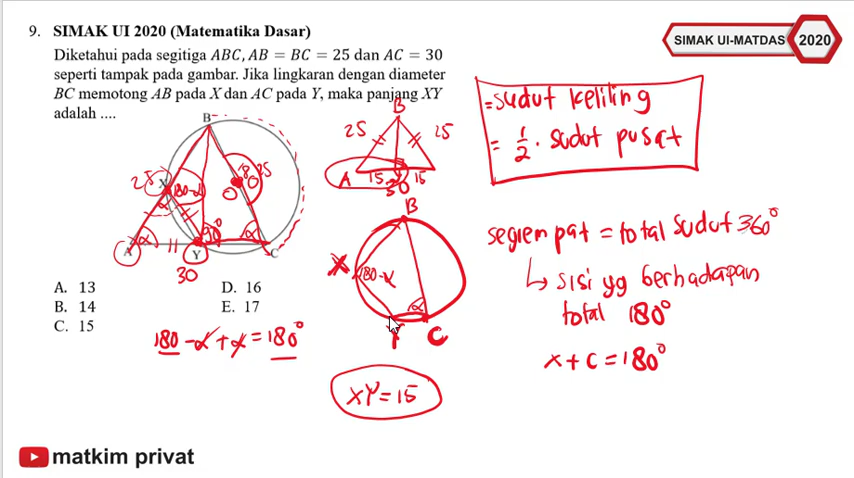 9. SIMAK UI 2020 (Matematika Dasar)
Diketahui pada segitiga ABC, AB = BC = 25 dan AC = 30
seperti tampak pada gambar. Jika lingkaran dengan diameter
BC memotong AB pada X dan AC pada Y, maka panjang XY
adalah ....
SIMAK UI-MATDAS 2020
B
25
X
180-α
O
180
25
90°
α
α
α
A
Y
C
30
B
25
25
A
15
15
30
= sudut keliling
= 1/2 . sudut pusat
B
X
180-α
α
Y
C
segiempat = total sudut 360°
↳ sisi yg berhadapan
total 180°
x + c = 180°
A. 13
B. 14
C. 15
D. 16
E. 17
180 - α + α = 180°
XY = 15
matkim privat